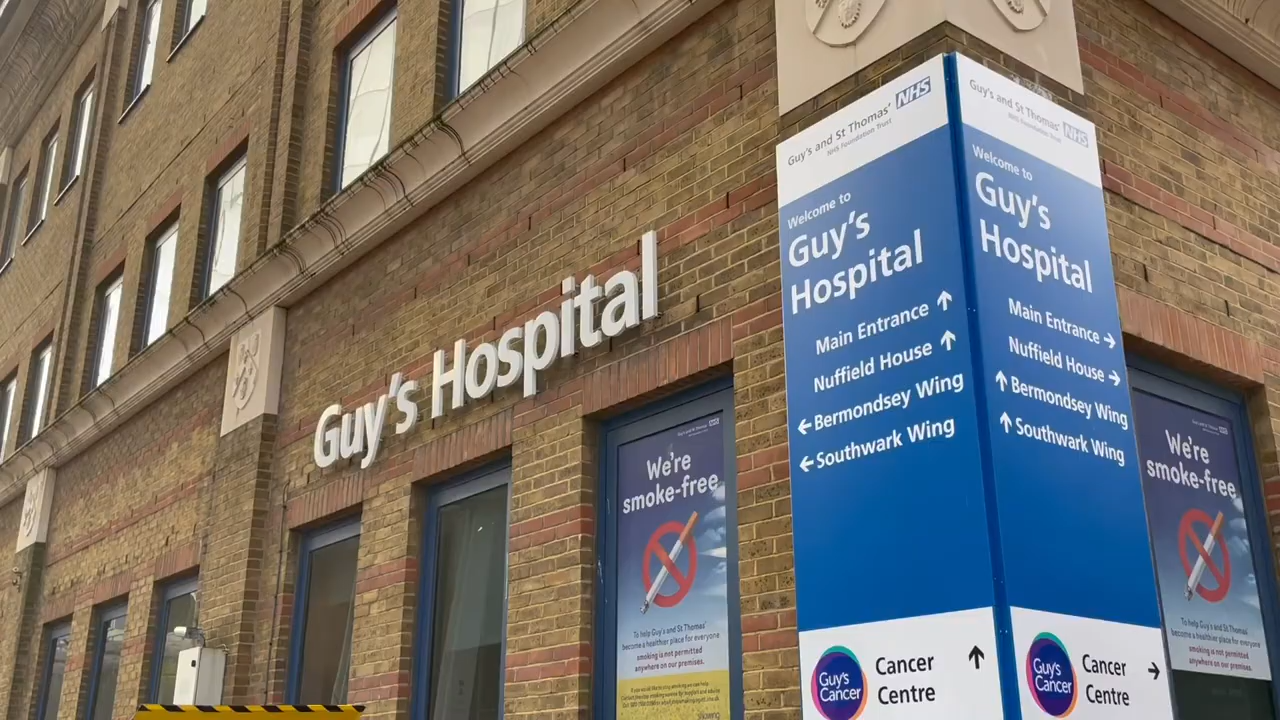 Guy's Hospital
Guy's and St Thomas' NHS
NHS Foundation Trust
Welcome to
Guy's
Hospital
Main Entrance ↑
Nuffield House ↑
← Bermondsey Wing
← Southwark Wing
Guy's
Cancer
Cancer
Centre ↑
Guy's and St Thomas' NHS
NHS Foundation Trust
Welcome to
Guy's
Hospital
Main Entrance →
Nuffield House →
↑ Bermondsey Wing
↑ Southwark Wing
Guy's
Cancer
Cancer
Centre →
We're
smoke-free
To help Guy's and St Thomas'
become a healthier place for everyone
smoking is not permitted
anywhere on our premises.
We're
smoke-free
To help Guy's and St Thomas'
become a healthier place for everyone
smoking is not permitted
anywhere on our premises.